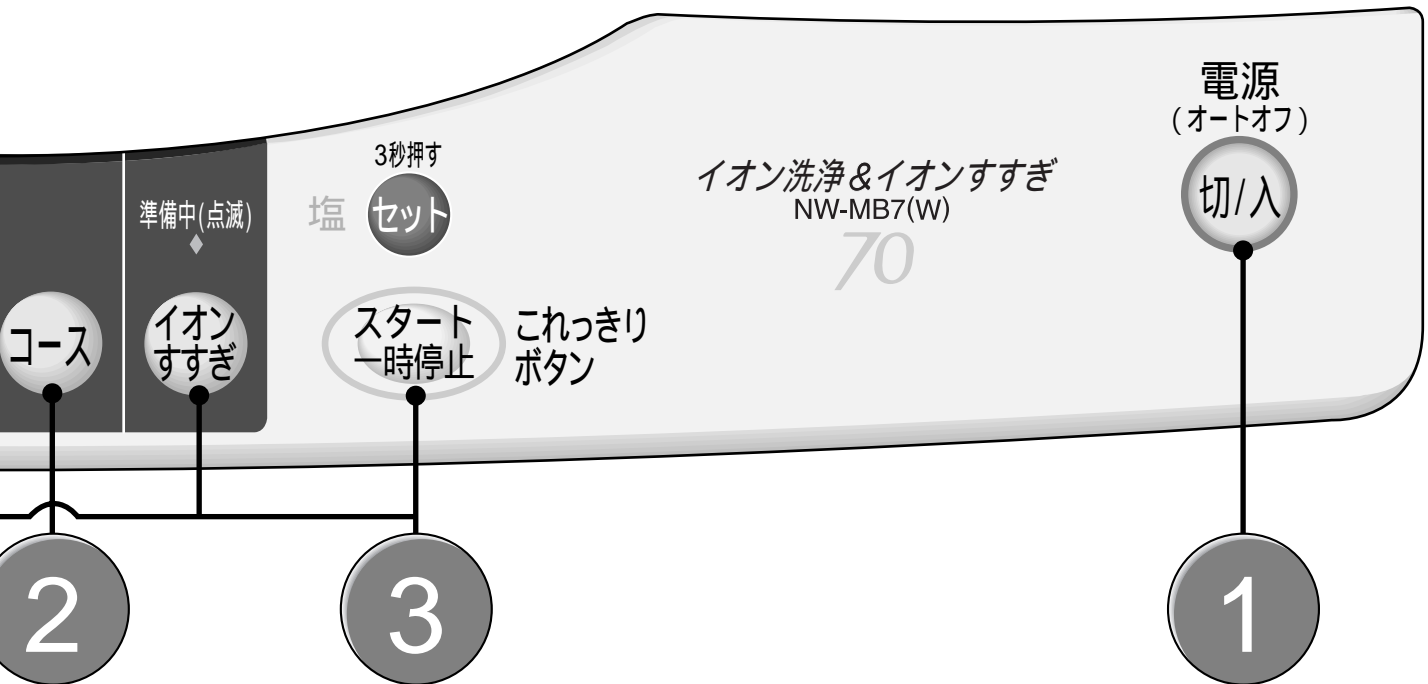 電源
(オートオフ)
切/入
3秒押す
塩
セット
イオン洗浄&イオンすすぎ
NW-MB7(W)
70
準備中(点滅)
コース
イオン
すすぎ
スタート
一時停止
これっきり
ボタン
2
3
1